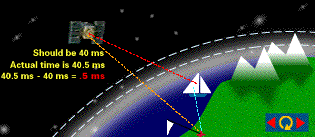 Should be 40 ms
Actual time is 40.5 ms
40.5 ms - 40 ms = .5 ms